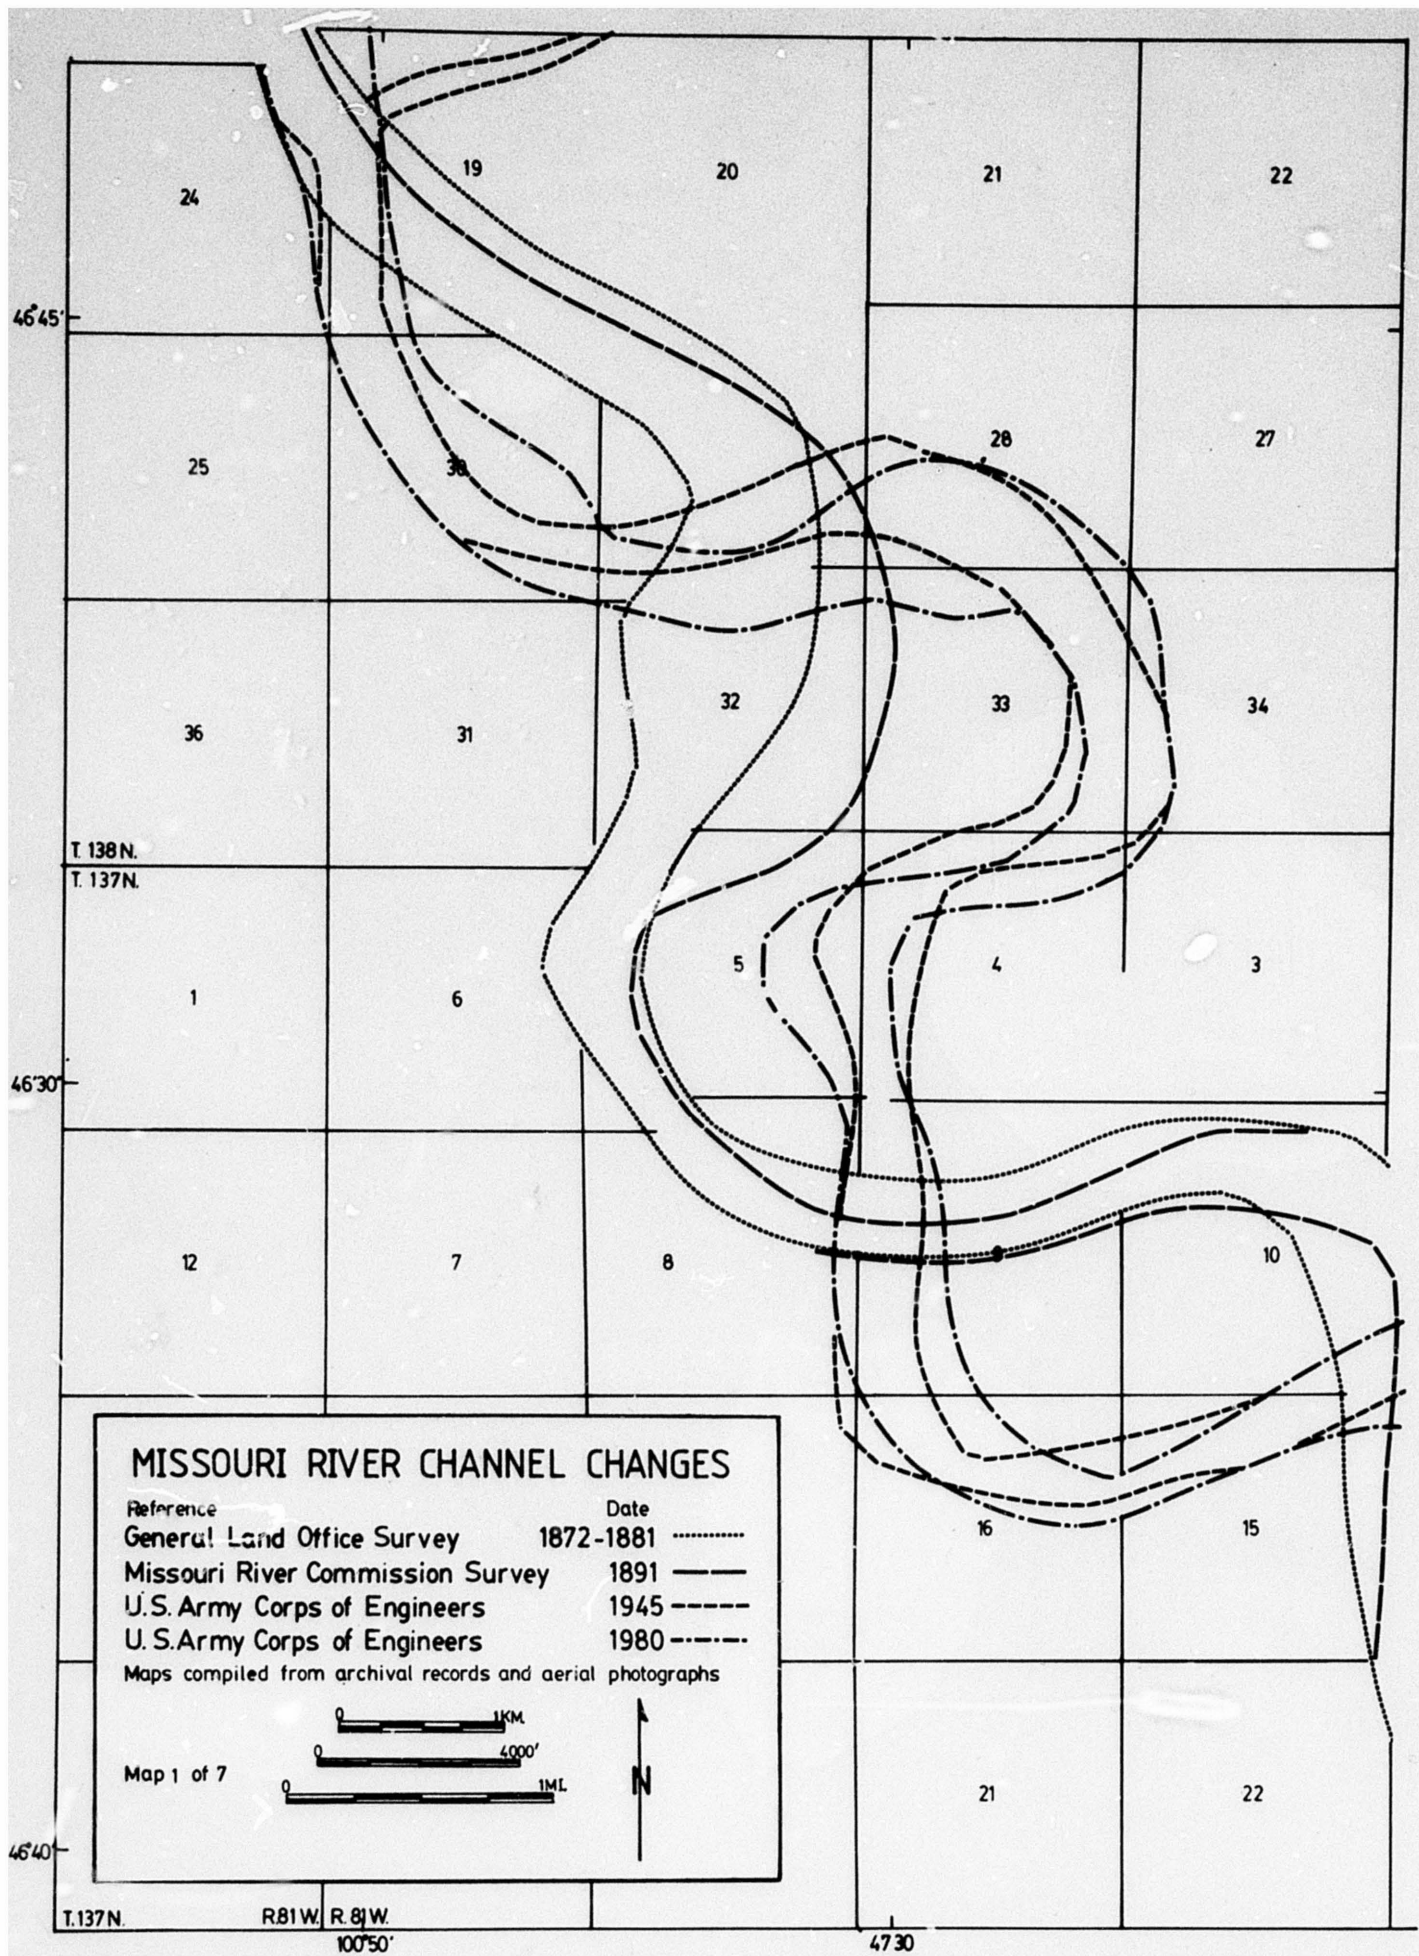 19
20
21
22
24
46°45'
28
27
25
30
32
33
34
36
31
T. 138 N.
T. 137 N.
5
4
3
1
6
46'30"
12
7
8
10
MISSOURI RIVER CHANNEL CHANGES
Reference Date
General Land Office Survey 1872-1881
Missouri River Commission Survey 1891
U.S. Army Corps of Engineers 1945
U.S. Army Corps of Engineers 1980
Maps compiled from archival records and aerial photographs
16
15
0 1KM.
0 4000'
Map 1 of 7
0 1MI.
N
21
22
46°40'
T. 137 N. R.81 W. R. 81 W.
100°50' 47'30